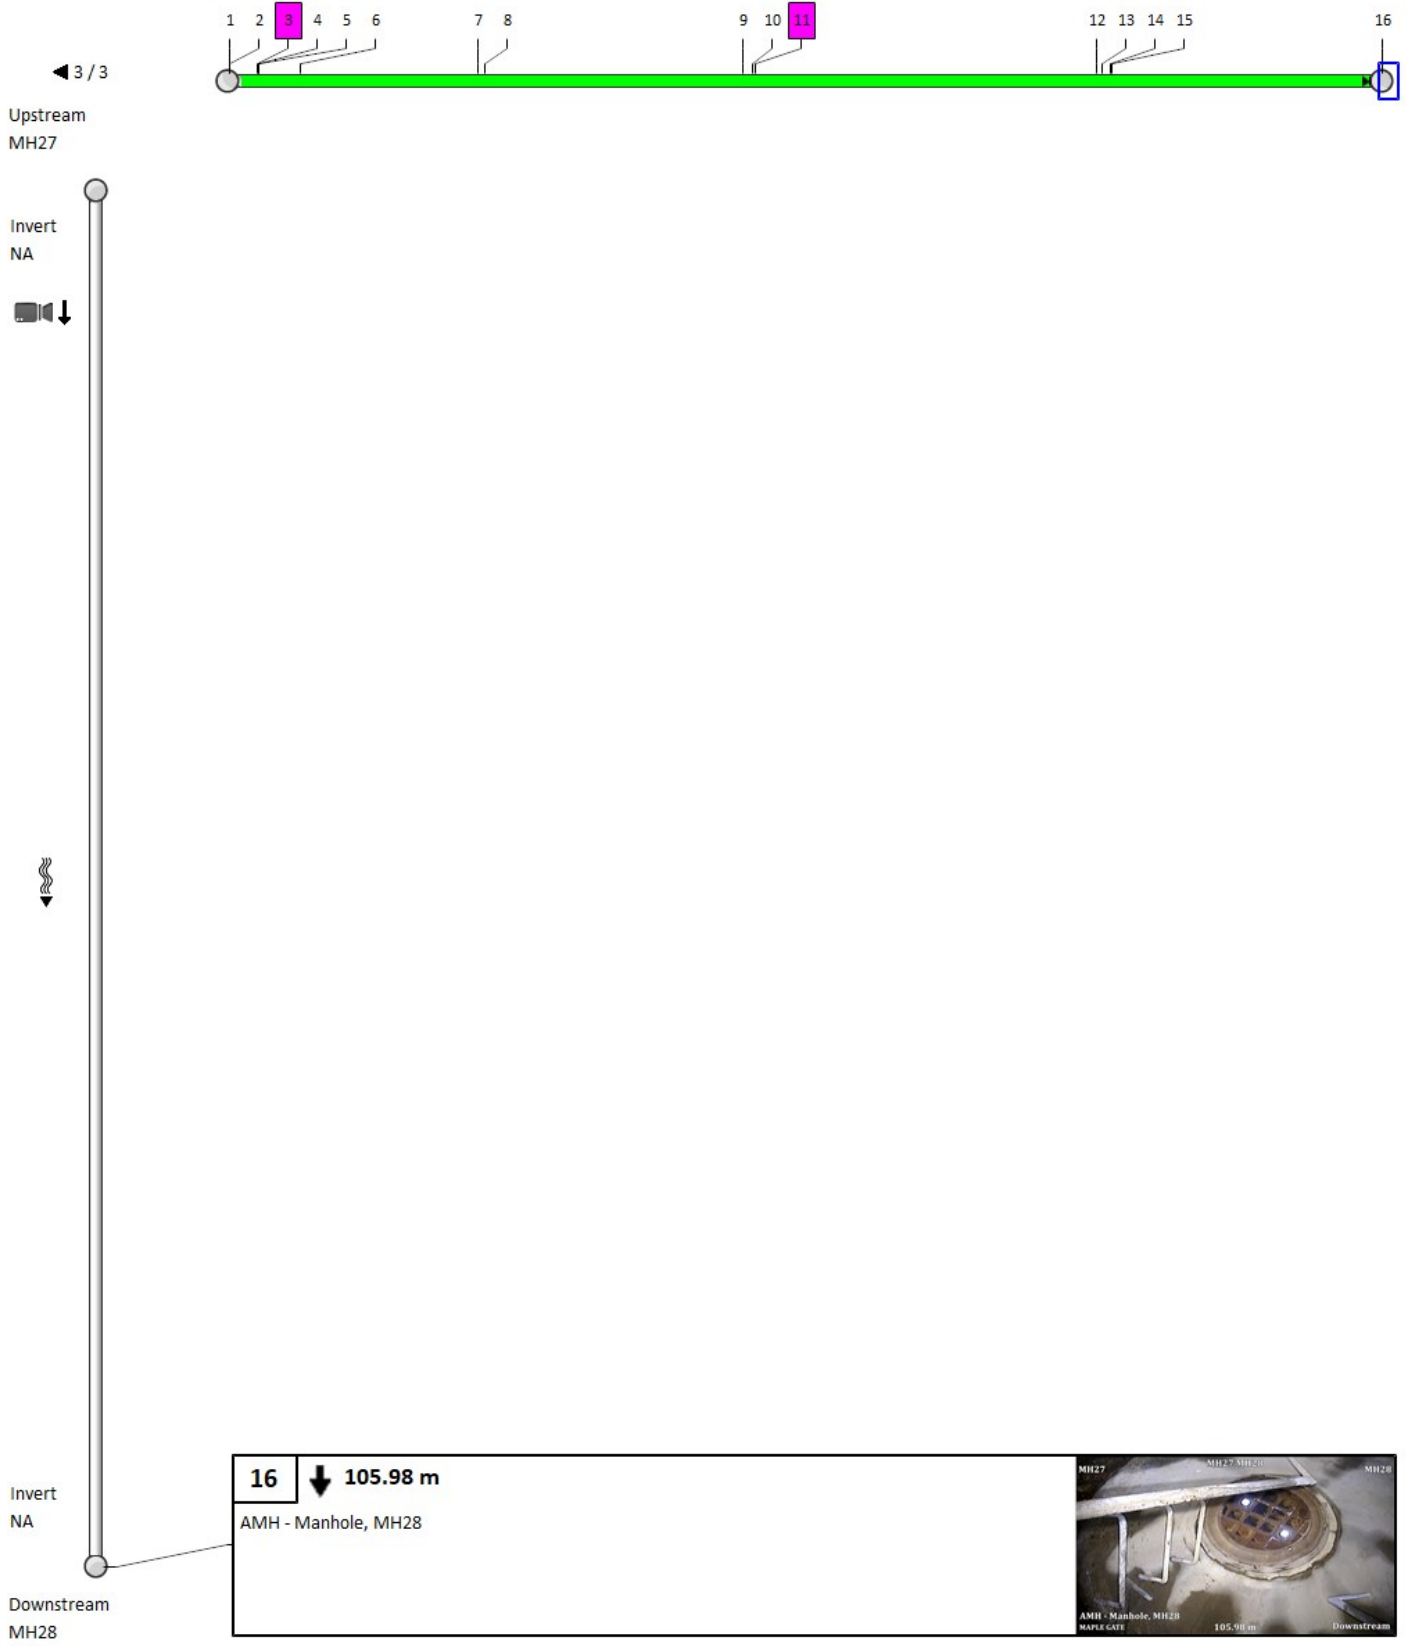 1 2 3 4 5 6 7 8 9 10 11 12 13 14 15 16
3 / 3
Upstream
MH27
Invert
NA
Invert
NA
Downstream
MH28
16 105.98 m
AMH - Manhole, MH28
MH27 MH27-MH28 MH28
AMH - Manhole, MH28
MAPLE GATE 105.98 m Downstream